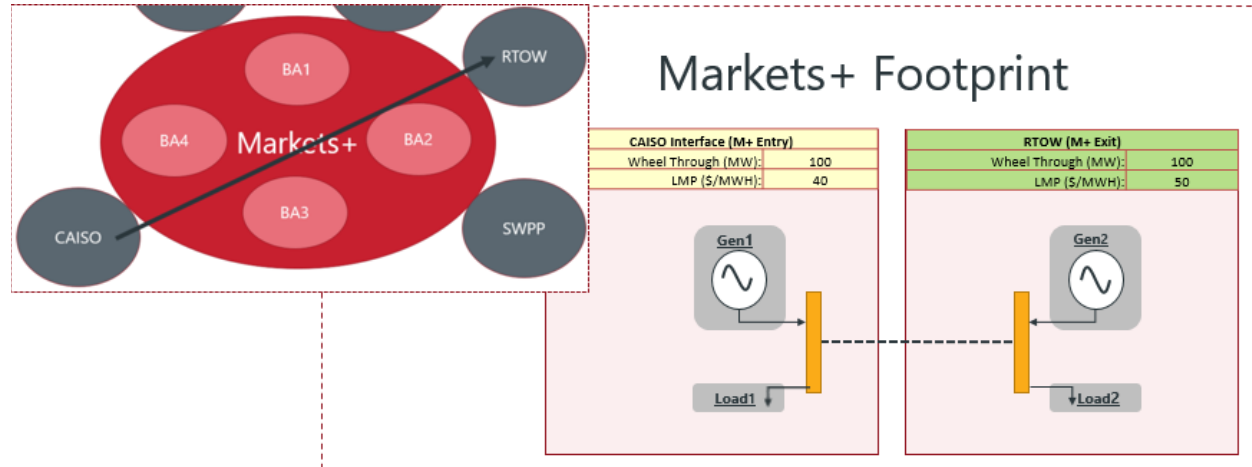 BA1
RTOW
BA4
Markets+
BA2
BA3
CAISO
SWPP
Markets+ Footprint
CAISO Interface (M+ Entry)
Wheel Through (MW): 100
LMP ($/MWH): 40
RTOW (M+ Exit)
Wheel Through (MW): 100
LMP ($/MWH): 50
Gen1
Load1
Gen2
Load2